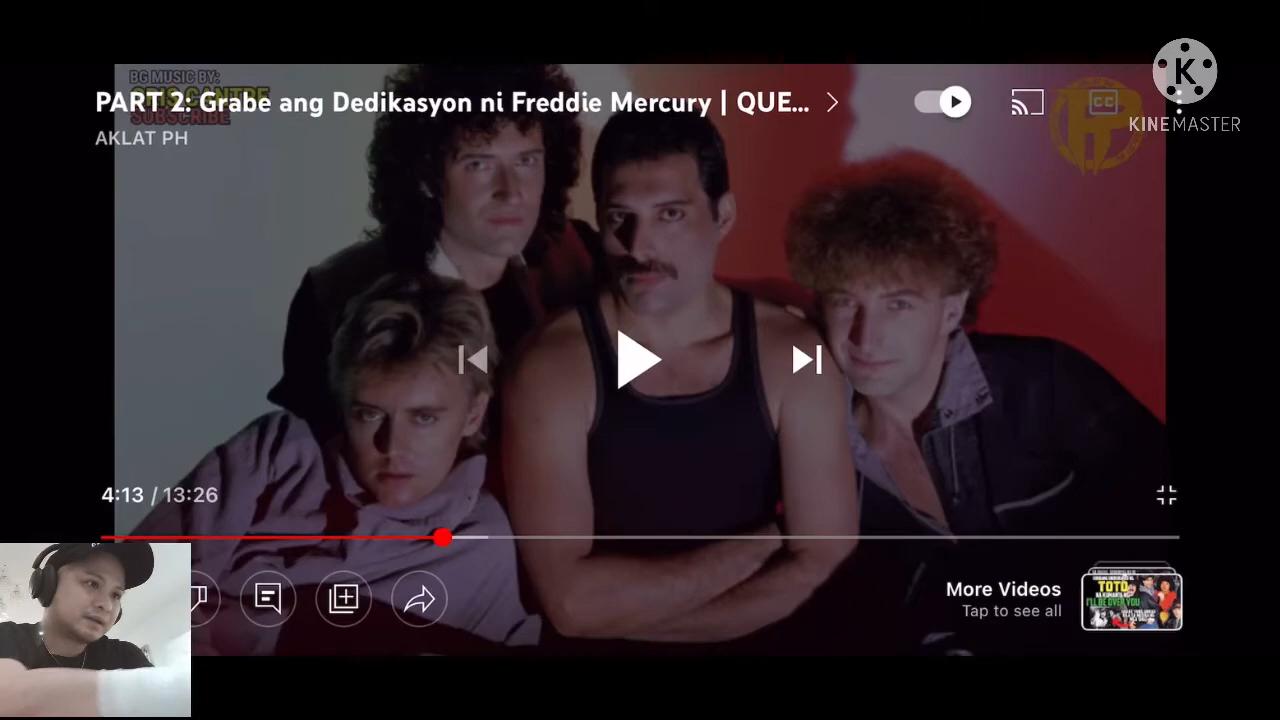 BG MUSIC BY:
PART 2: Grabe ang Dedikasyon ni Freddie Mercury | QUE...
SUBSCRIBE
AKLAT PH
CC
K
KINEMASTER
4:13 / 13:26
More Videos
Tap to see all
TOTO
I'LL BE OVER YOU